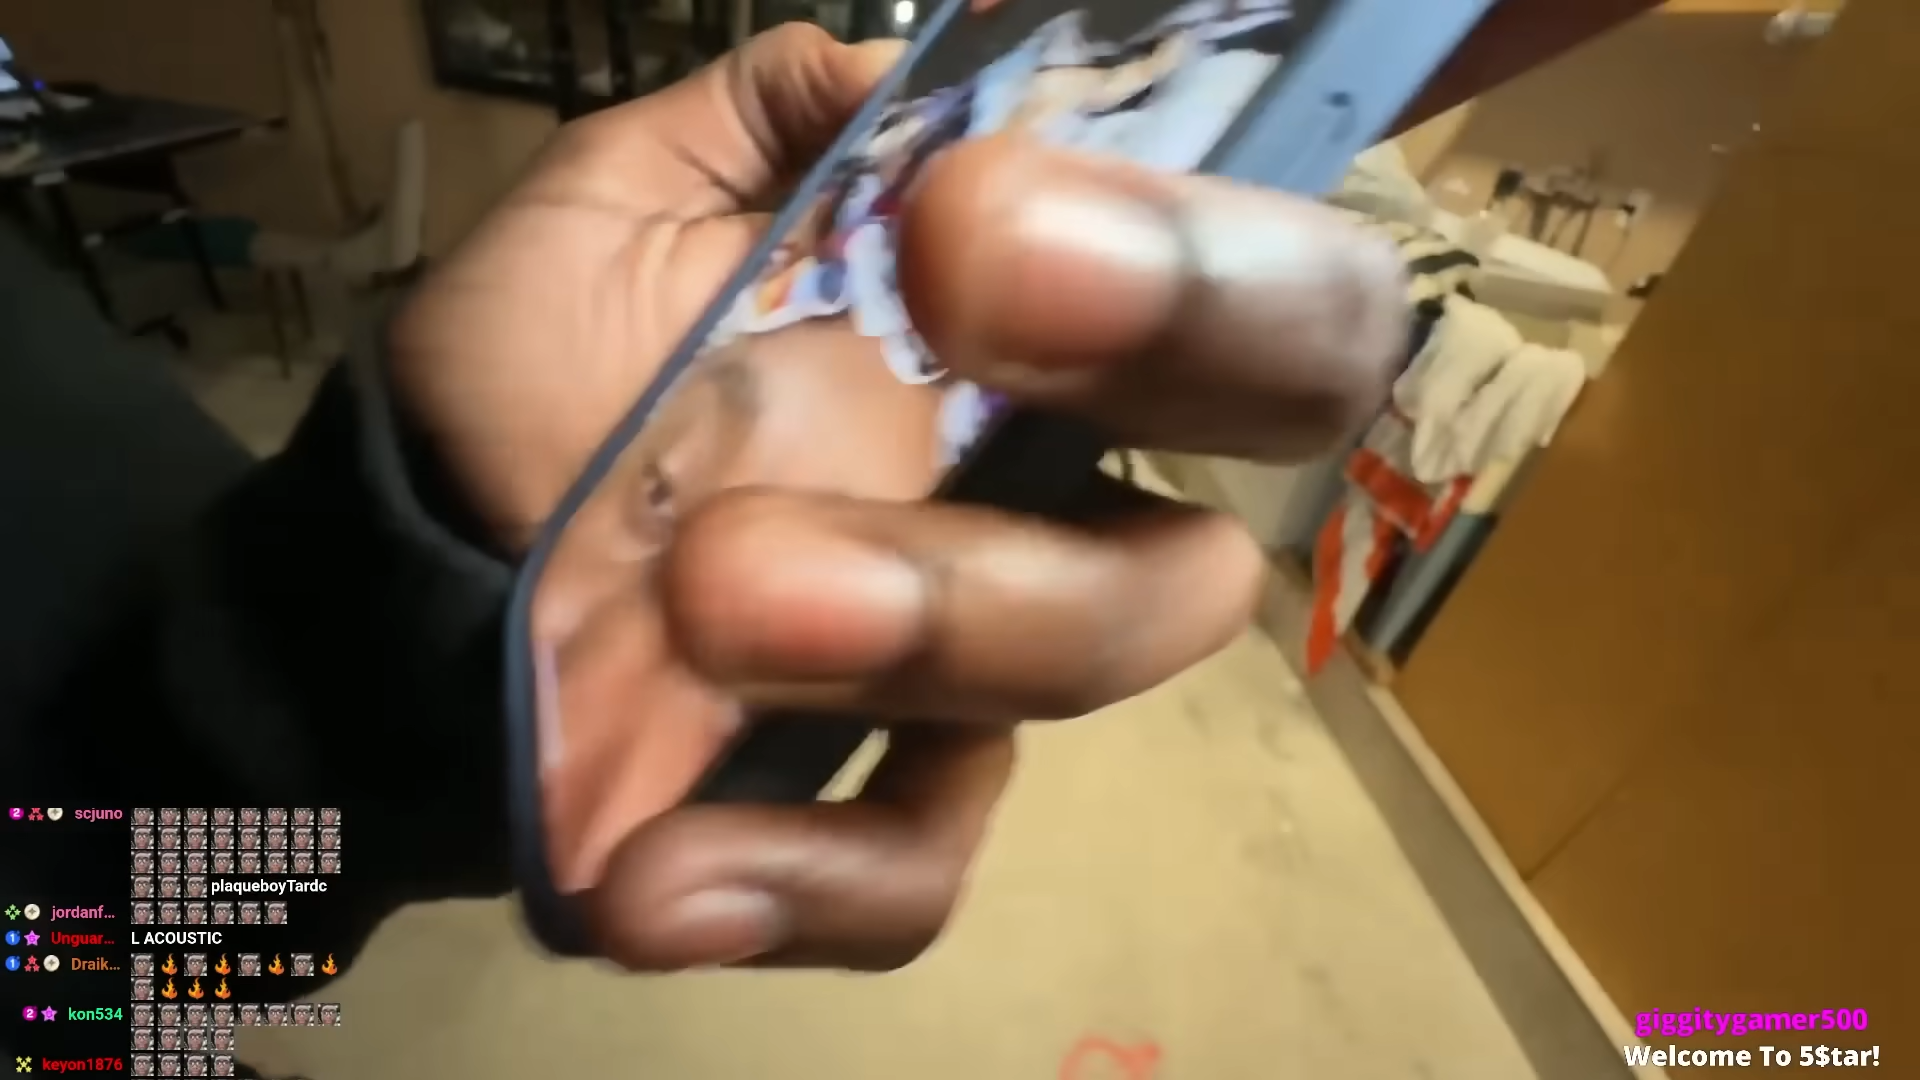 scjuno
plaqueboyTardc
jordanf...
Unguar... L ACOUSTIC
Draik...
kon534
keyon1876
giggitygamer500
Welcome To 5$tar!